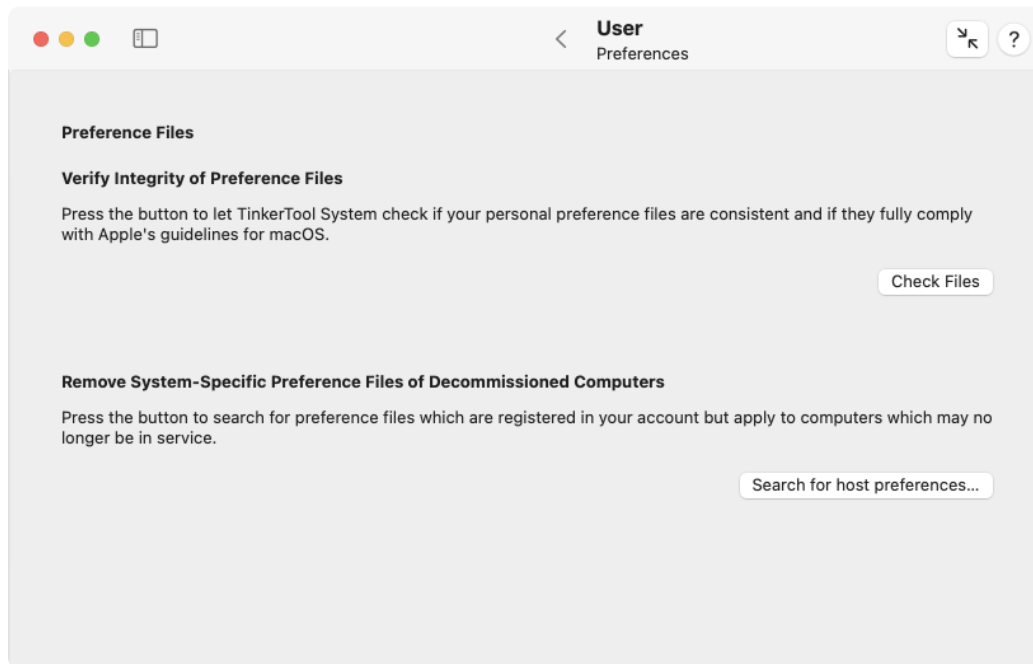 User
Preferences
?
Preference Files
Verify Integrity of Preference Files
Press the button to let TinkerTool System check if your personal preference files are consistent and if they fully comply
with Apple's guidelines for macOS.
Check Files
Remove System-Specific Preference Files of Decommissioned Computers
Press the button to search for preference files which are registered in your account but apply to computers which may no
longer be in service.
Search for host preferences...